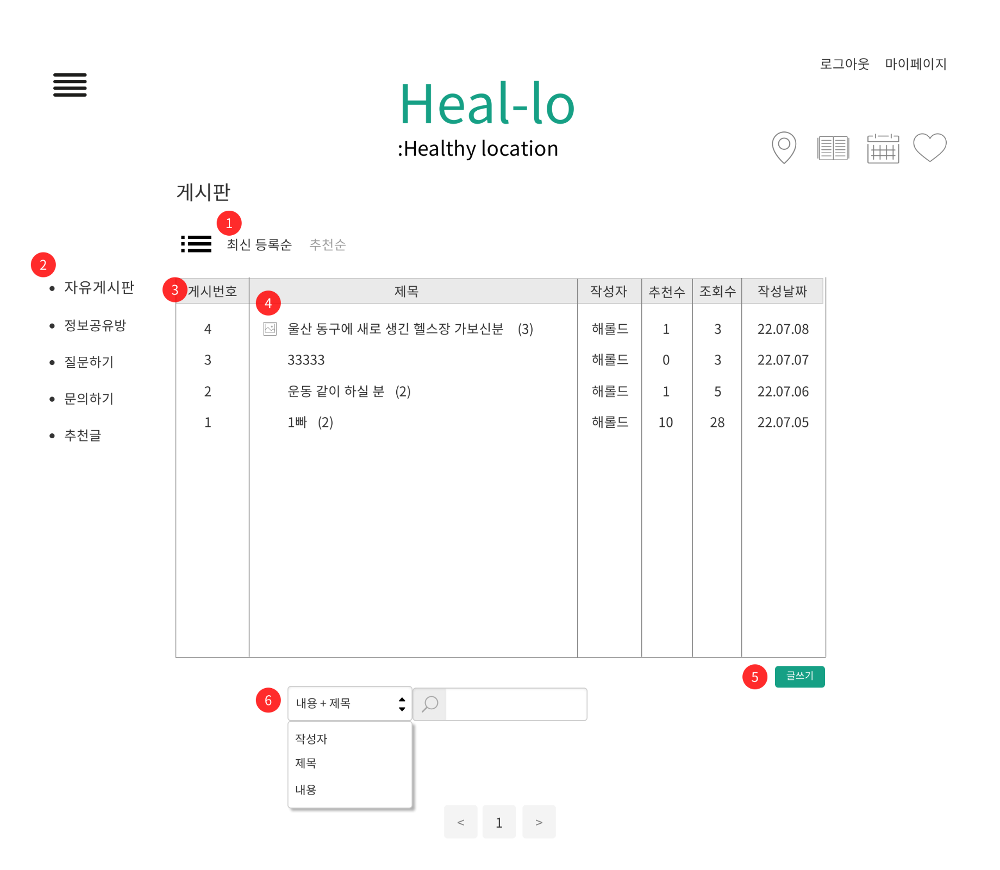 로그아웃 마이페이지
Heal-lo
:Healthy location
게시판
1
최신 등록순 추천순
2
자유게시판
정보공유방
질문하기
문의하기
추천글
3 게시번호 제목 작성자 추천수 조회수 작성날짜
4
4 울산 동구에 새로 생긴 헬스장 가보신분 (3) 해롤드 1 3 22.07.08
3 33333 해롤드 0 3 22.07.07
2 운동 같이 하실 분 (2) 해롤드 1 5 22.07.06
1 1빠 (2) 해롤드 10 28 22.07.05
5 글쓰기
6 내용 + 제목
작성자
제목
내용
< 1 >